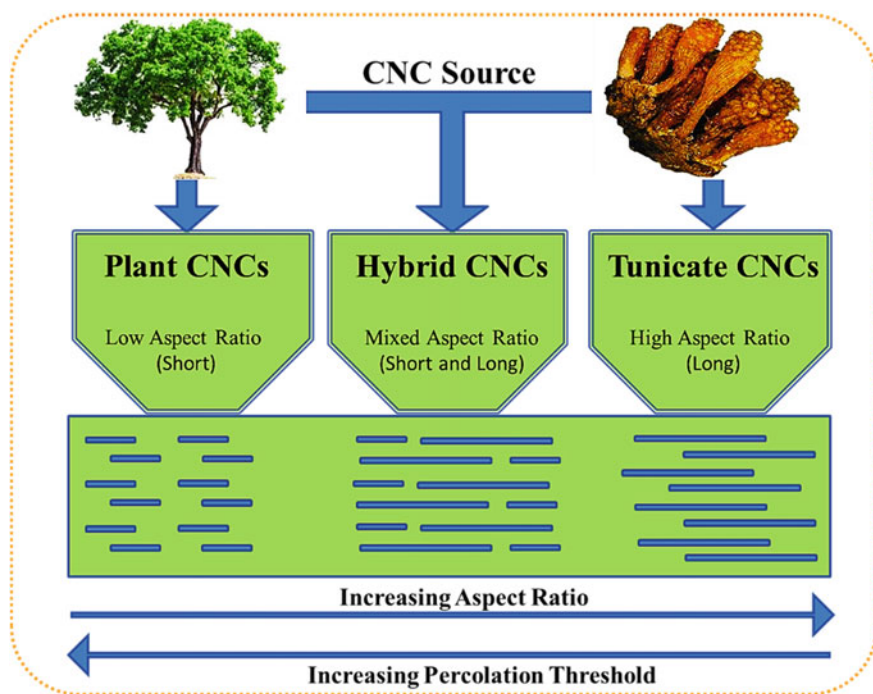 CNC Source
Plant CNCs
Low Aspect Ratio
(Short)
Hybrid CNCs
Mixed Aspect Ratio
(Short and Long)
Tunicate CNCs
High Aspect Ratio
(Long)
Increasing Aspect Ratio
Increasing Percolation Threshold